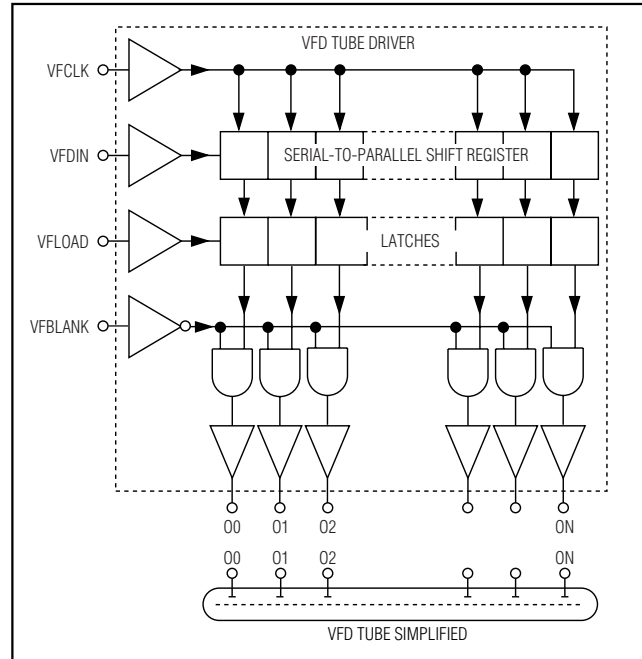 VFD TUBE DRIVER
VFCLK
VFDIN
SERIAL-TO-PARALLEL SHIFT REGISTER
VFLOAD
LATCHES
VFBLANK
O0 O1 O2 ON
O0 O1 O2 ON
VFD TUBE SIMPLIFIED